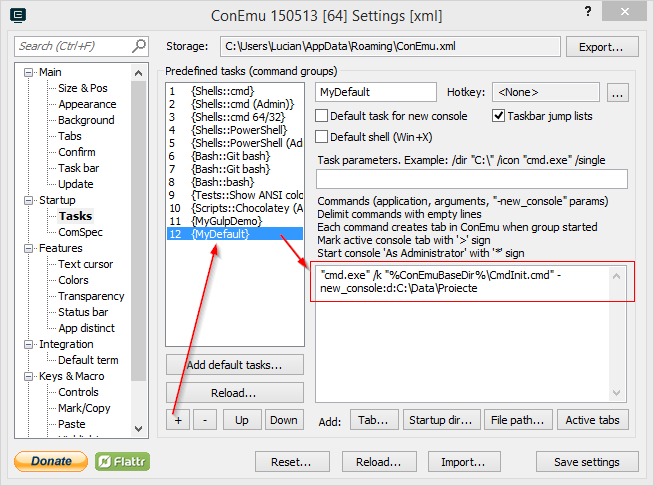 ConEmu 150513 [64] Settings [xml]
?
Search (Ctrl+F)
Storage:
C:\Users\Lucian\AppData\Roaming\ConEmu.xml
Export...
Main
Size & Pos
Appearance
Background
Tabs
Confirm
Task bar
Update
Startup
Tasks
ComSpec
Features
Text cursor
Colors
Transparency
Status bar
App distinct
Integration
Default term
Keys & Macro
Controls
Mark/Copy
Paste
Predefined tasks (command groups)
1 {Shells::cmd}
2 {Shells::cmd (Admin)}
3 {Shells::cmd 64/32}
4 {Shells::PowerShell}
5 {Shells::PowerShell (Ad
6 {Bash::Git bash}
7 {Bash::Git bash}
8 {Bash::bash}
9 {Tests::Show ANSI colo
10 {Scripts::Chocolatey (A
11 {MyGulpDemo}
12 {MyDefault}
Add default tasks...
Reload...
+
-
Up
Down
MyDefault
Hotkey:
<None>
...
Default task for new console
Taskbar jump lists
Default shell (Win+X)
Task parameters. Example: /dir "C:\" /icon "cmd.exe" /single
Commands (application, arguments, "-new_console" params)
Delimit commands with empty lines
Each command creates tab in ConEmu when group started
Mark active console tab with '>' sign
Start console 'As Administrator' with '*' sign
"cmd.exe" /k "%ConEmuBaseDir%\CmdInit.cmd" -
new_console:d:C:\Data\Proiecte
Add:
Tab...
Startup dir...
File path...
Active tabs
Donate
Flattr
Reset...
Reload...
Import...
Save settings